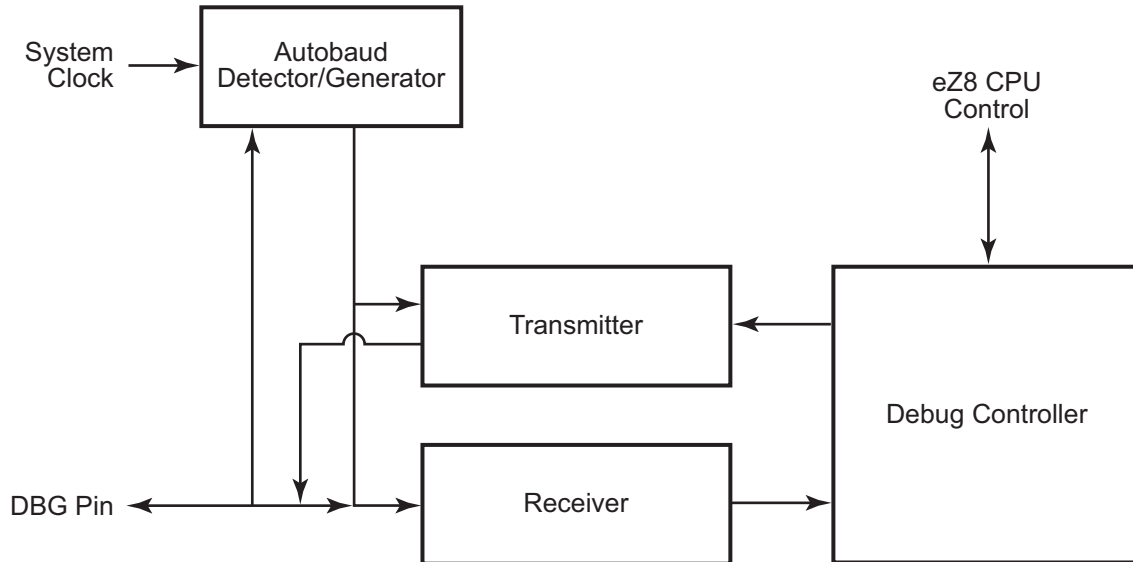 System
Clock
Autobaud
Detector/Generator
eZ8 CPU
Control
Transmitter
Debug Controller
DBG Pin
Receiver